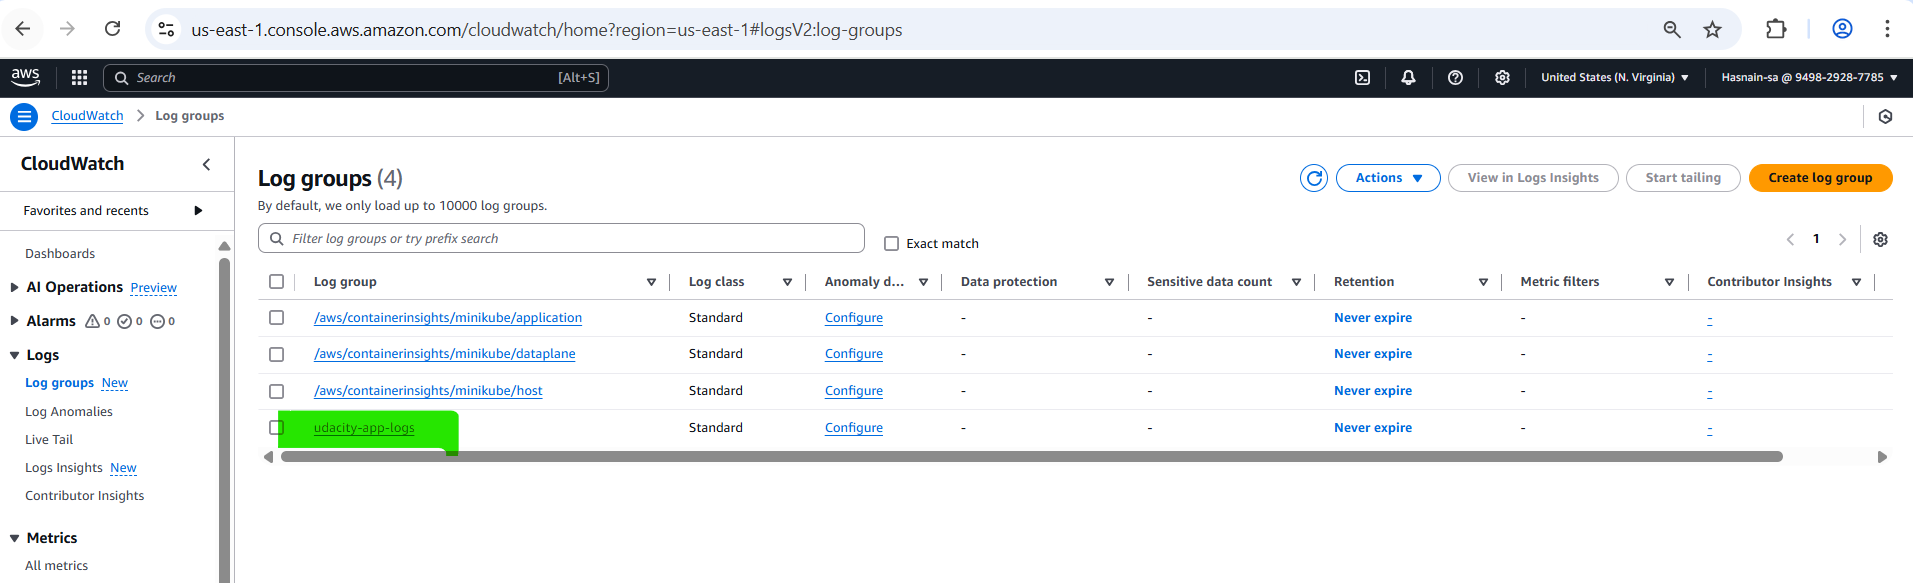 us-east-1.console.aws.amazon.com/cloudwatch/home?region=us-east-1#logsV2:log-groups
aws
Search
[Alt+S]
United States (N. Virginia)
Hasnain-sa @ 9498-2928-7785
CloudWatch
Log groups
CloudWatch
Favorites and recents
Dashboards
AI Operations Preview
Alarms 0 0 0
Logs
Log groups New
Log Anomalies
Live Tail
Logs Insights New
Contributor Insights
Metrics
All metrics
Log groups (4)
By default, we only load up to 10000 log groups.
Actions
View in Logs Insights
Start tailing
Create log group
Filter log groups or try prefix search
Exact match
1
Log group Log class Anomaly d... Data protection Sensitive data count Retention Metric filters Contributor Insights
/aws/containerinsights/minikube/application Standard Configure - - Never expire - -
/aws/containerinsights/minikube/dataplane Standard Configure - - Never expire - -
/aws/containerinsights/minikube/host Standard Configure - - Never expire - -
udacity-app-logs Standard Configure - - Never expire - -